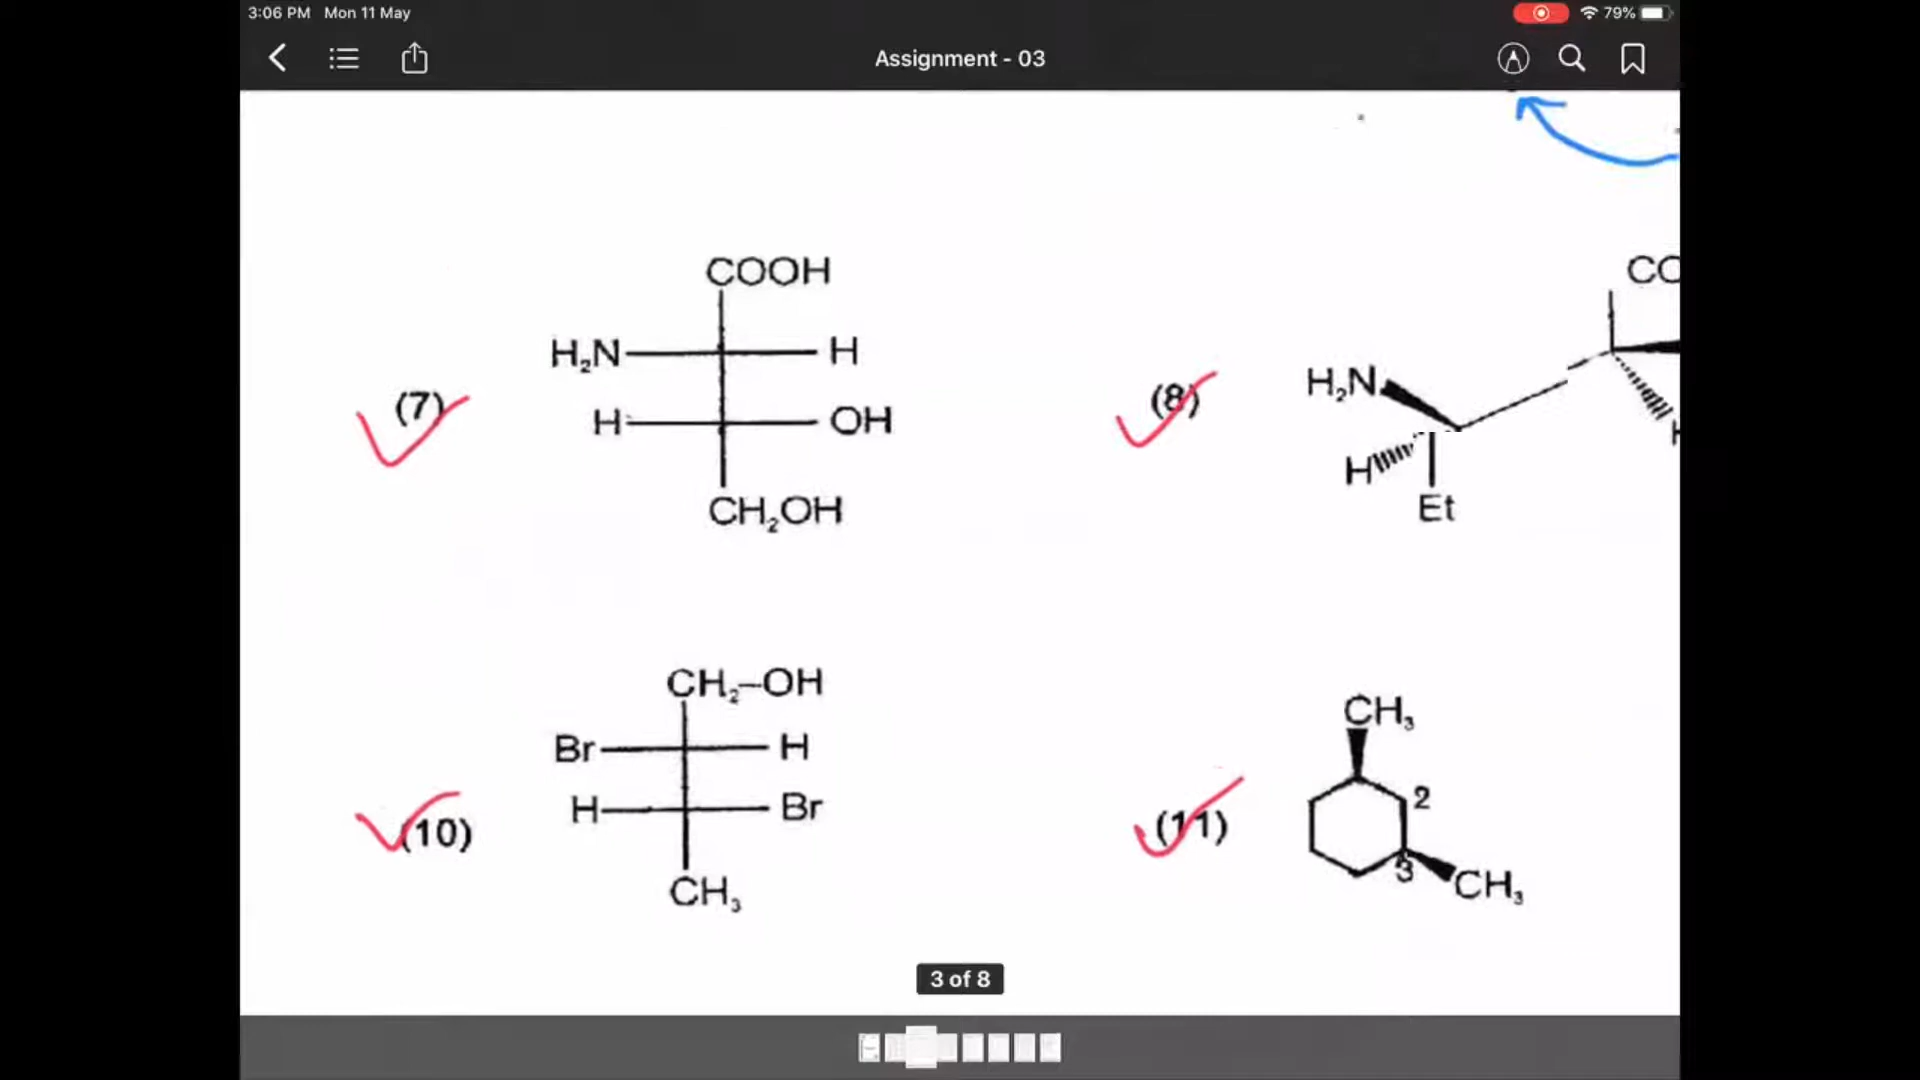 3:06 PM Mon 11 May
79%
Assignment - 03
COOH
H₂N H
(7)
H OH
CH₂OH
CO
H₂N
(8)
H
H
Et
CH₂–OH
Br H
H Br
(10)
CH₃
CH₃
2
(11)
3
CH₃
3 of 8